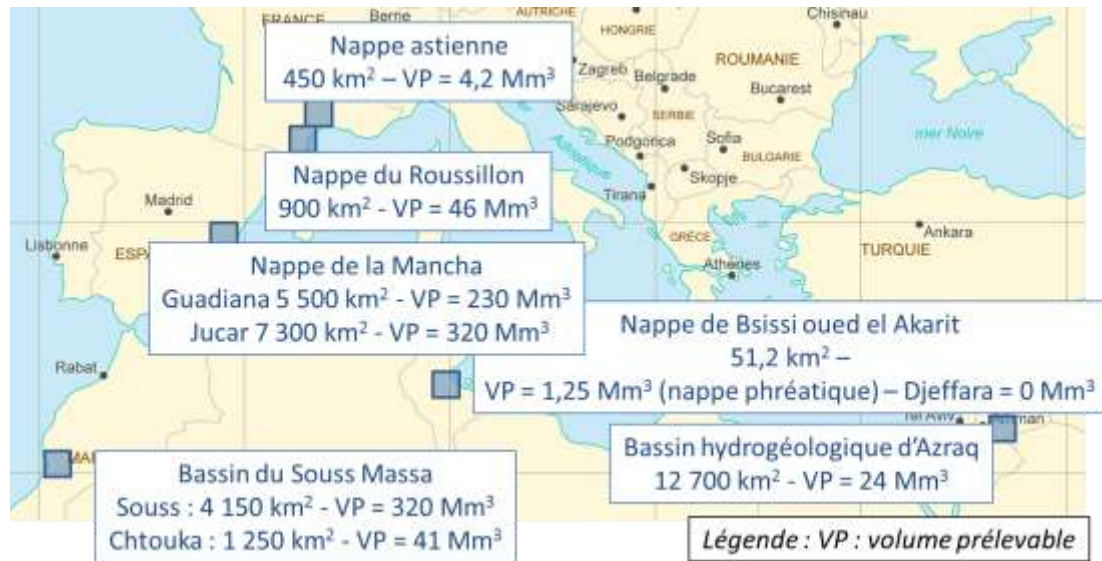 FRANCE
Berne
AUTRICHE
HONGRIE
Chisinau
Nappe astienne
450 km² – VP = 4,2 Mm³
Zagreb
Belgrade
ROUMANIE
Bucarest
Sarajevo
SERBIE
Adriatique
Podgorica
Sofia
BULGARIE
mer Noire
Skopje
Tirana
Nappe du Roussillon
900 km² - VP = 46 Mm³
Madrid
Lisbonne
ESPA
GRÈCE
Ankara
TURQUIE
Athènes
Nappe de la Mancha
Guadiana 5 500 km² - VP = 230 Mm³
Jucar 7 300 km² - VP = 320 Mm³
Nappe de Bsissi oued el Akarit
51,2 km² –
VP = 1,25 Mm³ (nappe phréatique) – Djeffara = 0 Mm³
Rabat
Tel Aviv
Bassin hydrogéologique d'Azraq
12 700 km² - VP = 24 Mm³
MA
Bassin du Souss Massa
Souss : 4 150 km² - VP = 320 Mm³
Chtouka : 1 250 km² - VP = 41 Mm³
Légende : VP : volume prélevable